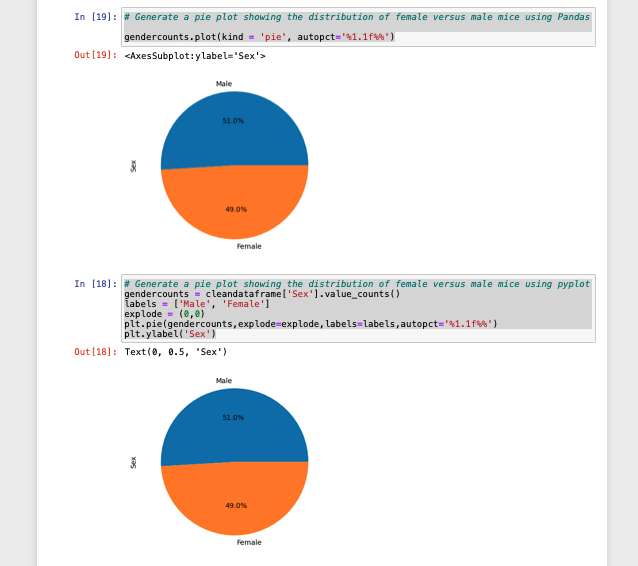 In [19]: # Generate a pie plot showing the distribution of female versus male mice using Pandas
gendercounts.plot(kind = 'pie', autopct='%1.1f%%')
Out[19]: <AxesSubplot:ylabel='Sex'>
Male
51.0%
Sex
49.0%
Female
In [18]: # Generate a pie plot showing the distribution of female versus male mice using pyplot
gendercounts = cleandataframe['Sex'].value_counts()
labels = ['Male', 'Female']
explode = (0,0)
plt.pie(gendercounts,explode=explode,labels=labels,autopct='%1.1f%%')
plt.ylabel('Sex')
Out[18]: Text(0, 0.5, 'Sex')
Male
51.0%
Sex
49.0%
Female